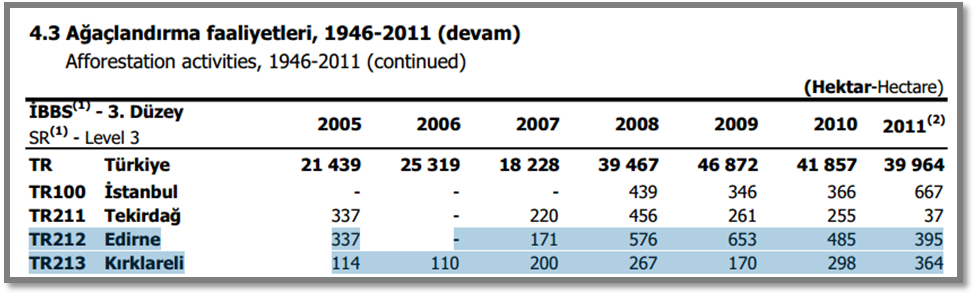 4.3 Ağaçlandırma faaliyetleri, 1946-2011 (devam)
Afforestation activities, 1946-2011 (continued)
(Hektar-Hectare)
İBBS(1) - 3. Düzey
SR(1) - Level 3 2005 2006 2007 2008 2009 2010 2011(2)
TR Türkiye 21 439 25 319 18 228 39 467 46 872 41 857 39 964
TR100 İstanbul - - - 439 346 366 667
TR211 Tekirdağ 337 - 220 456 261 255 37
TR212 Edirne 337 - 171 576 653 485 395
TR213 Kırklareli 114 110 200 267 170 298 364